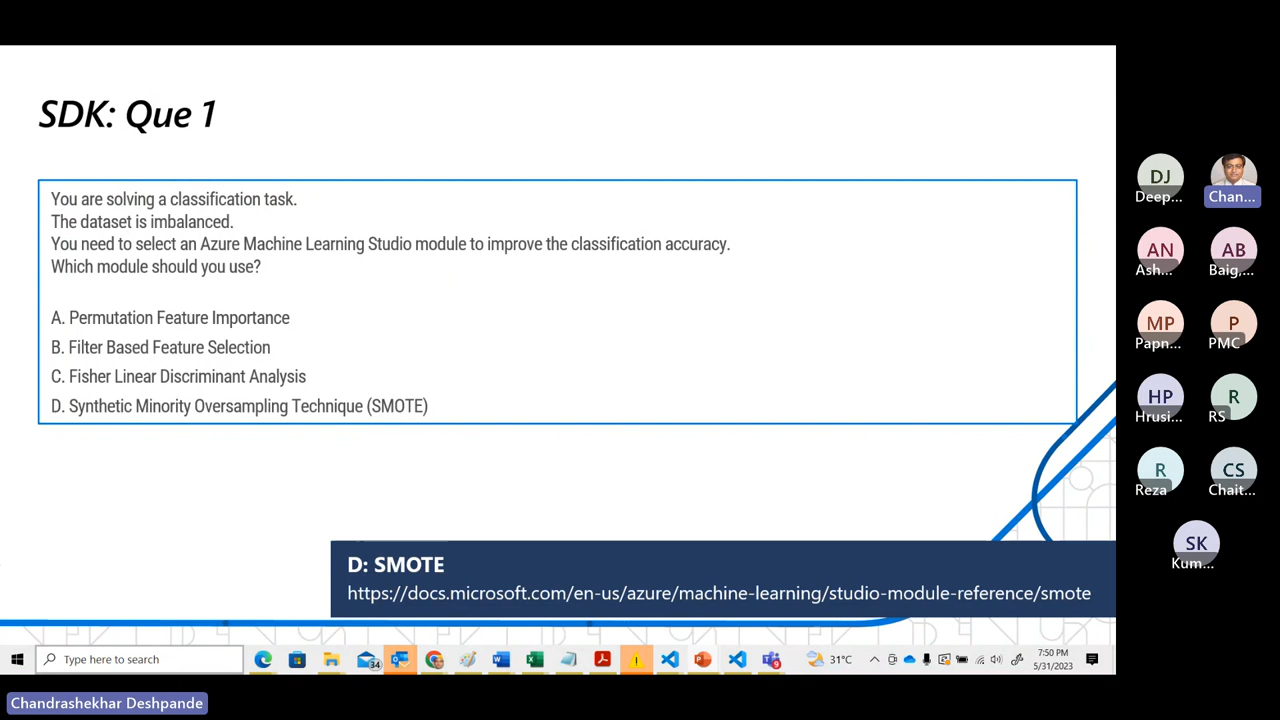 SDK: Que 1
You are solving a classification task.
The dataset is imbalanced.
You need to select an Azure Machine Learning Studio module to improve the classification accuracy.
Which module should you use?
A. Permutation Feature Importance
B. Filter Based Feature Selection
C. Fisher Linear Discriminant Analysis
D. Synthetic Minority Oversampling Technique (SMOTE)
D: SMOTE
https://docs.microsoft.com/en-us/azure/machine-learning/studio-module-reference/smote
DJ
Deep...
Chan...
AN
Ash...
AB
Baig,...
MP
Papn...
P
PMC
HP
Hrusi...
R
RS
R
Reza
CS
Chait...
SK
Kum...
Type here to search
34
9
31°C
7:50 PM
5/31/2023
Chandrashekhar Deshpande